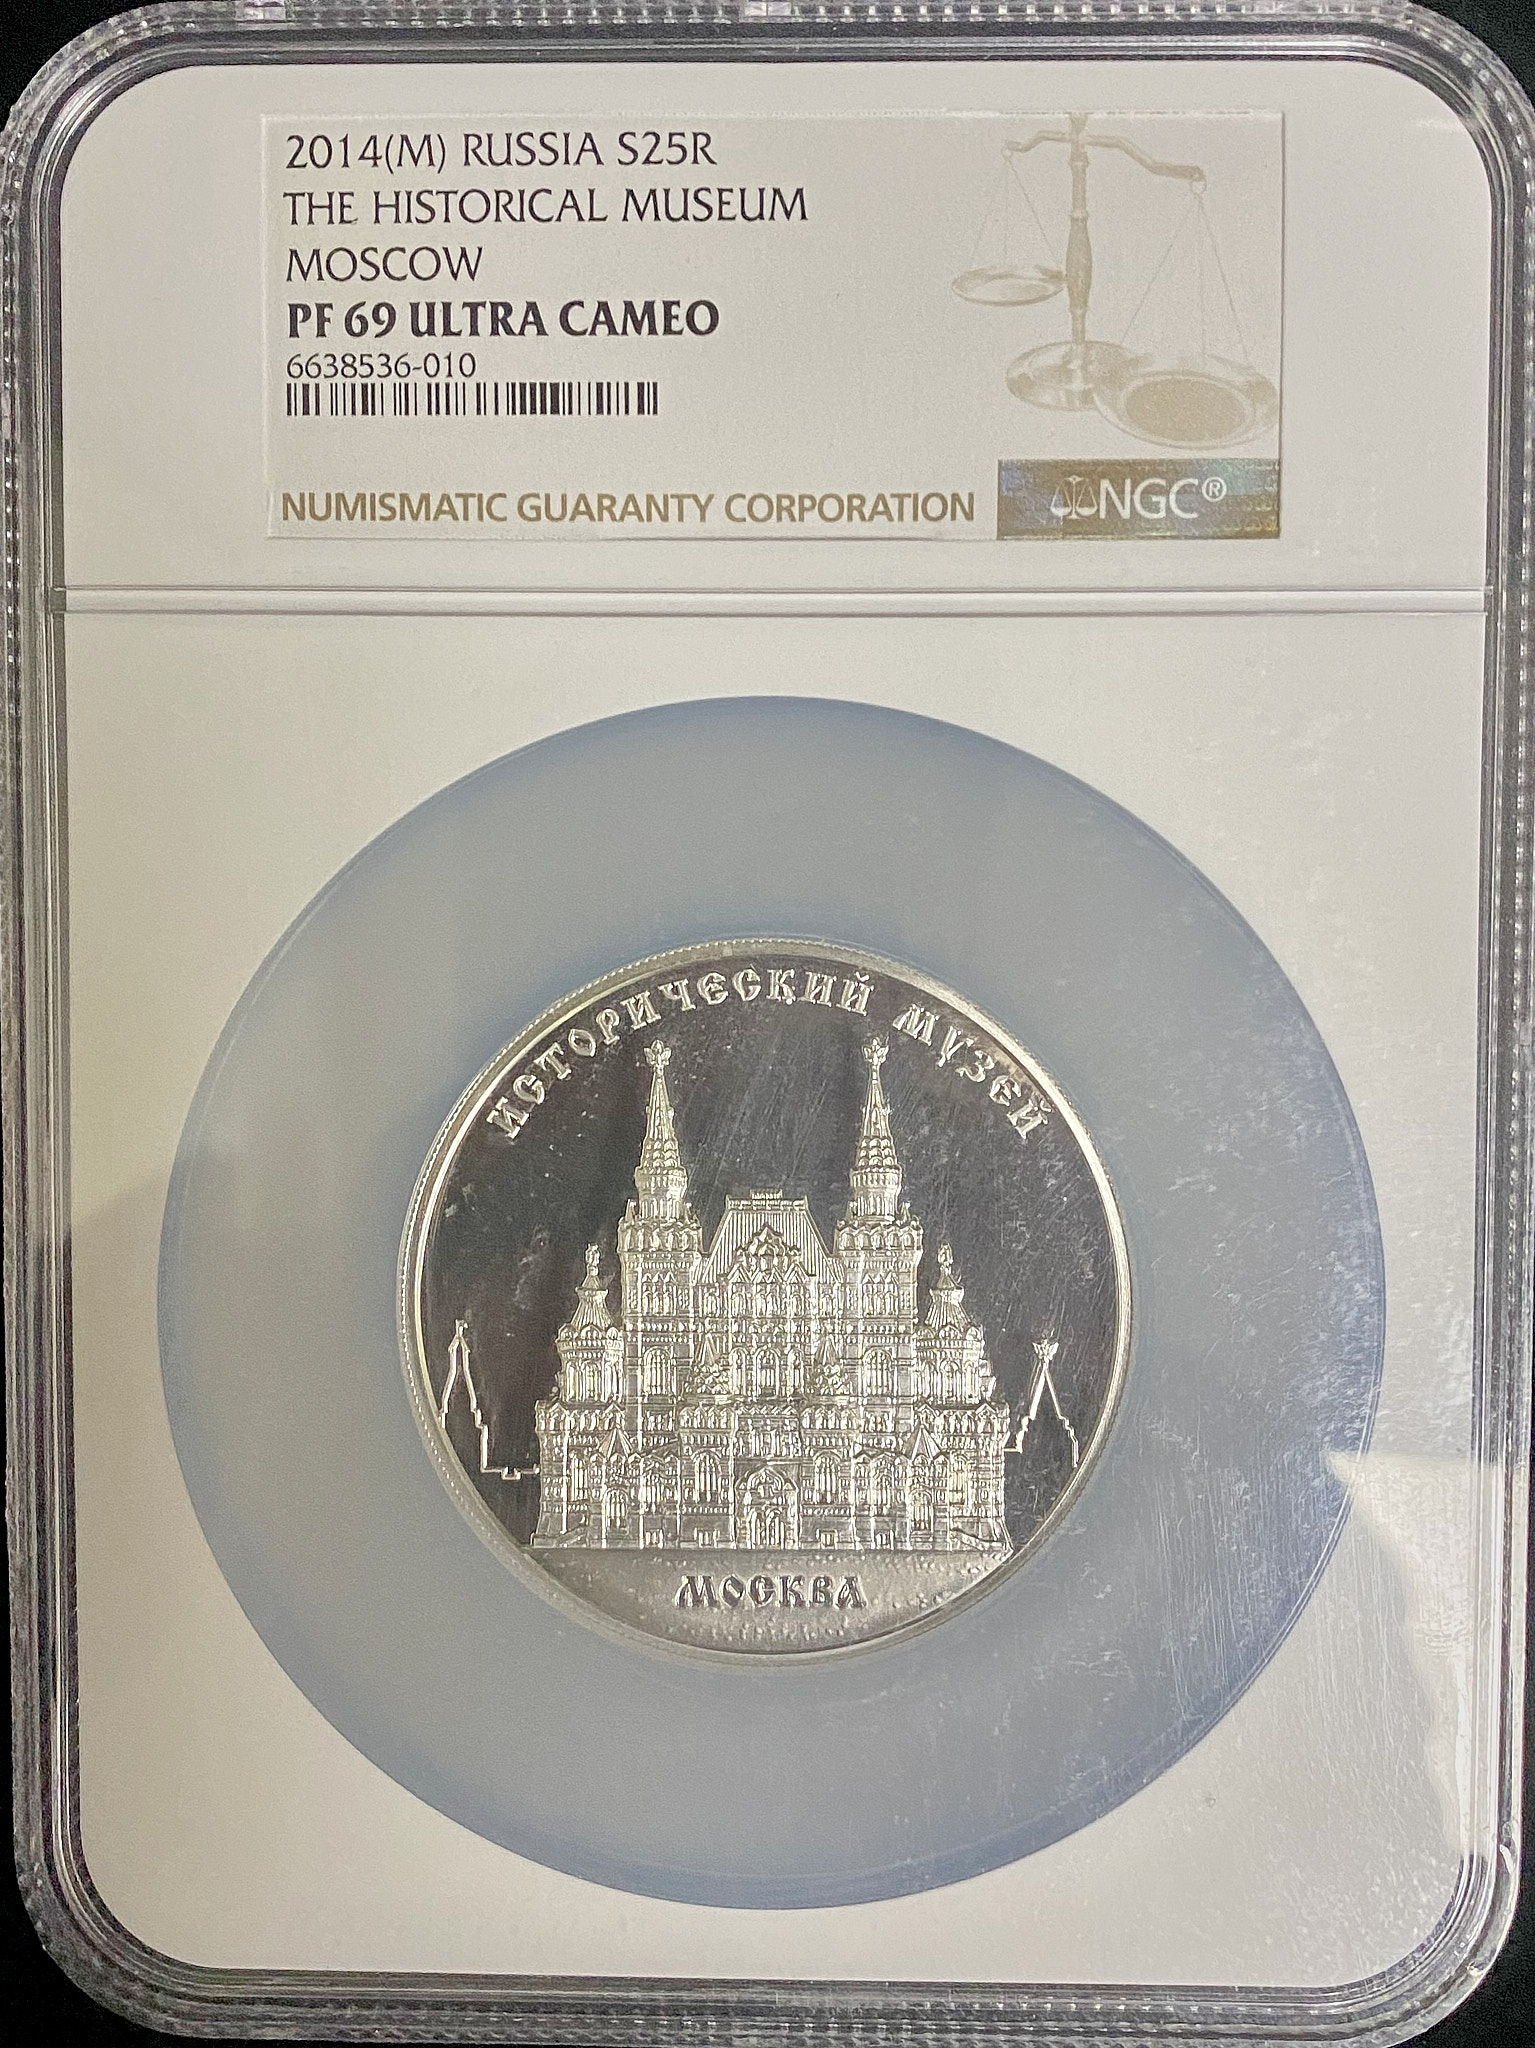 2014(M) RUSSIA S25R
THE HISTORICAL MUSEUM
MOSCOW
PF 69 ULTRA CAMEO
6638536-010
NUMISMATIC GUARANTY CORPORATION
NGC®
ИСТОРИЧЕСКИЙ МУЗЕЙ
МОСКВА